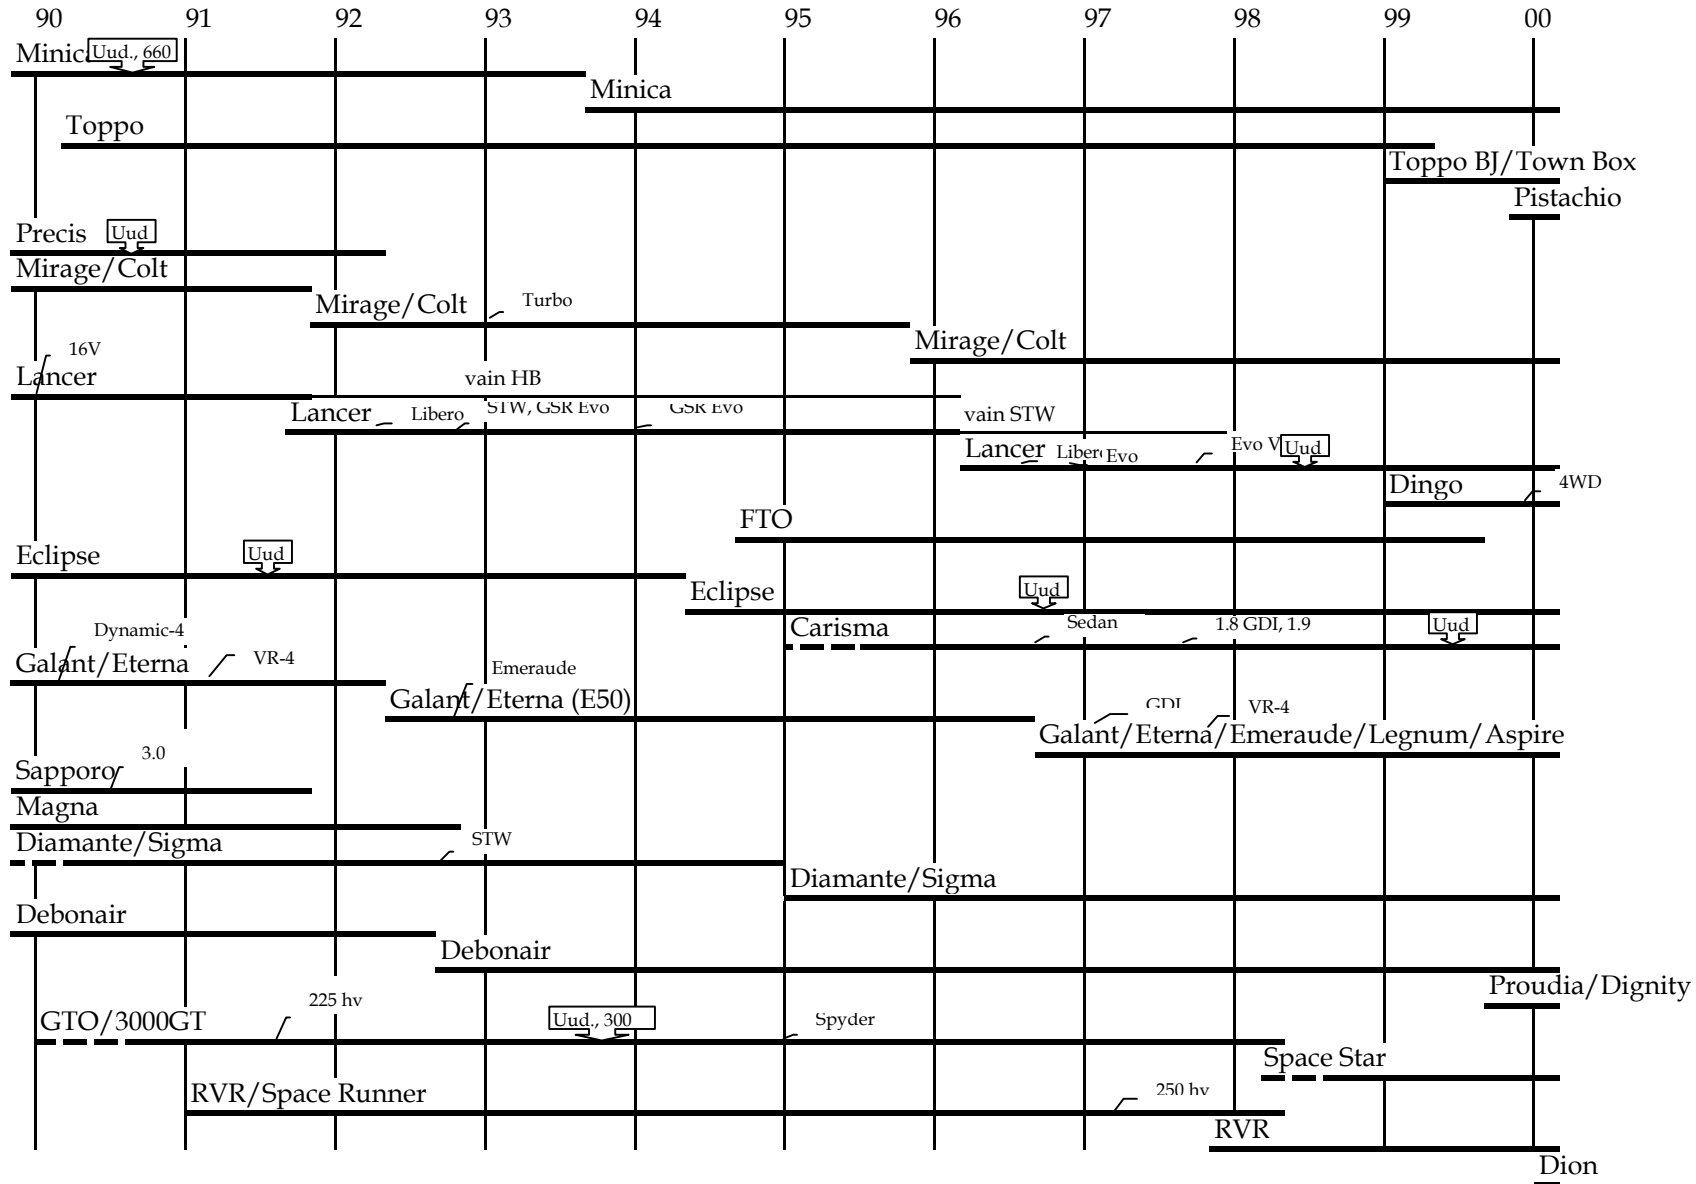 90 91 92 93 94 95 96 97 98 99 00
Minica Uud., 660
Minica
Toppo
Toppo BJ/Town Box
Pistachio
Precis Uud
Mirage/Colt
Mirage/Colt Turbo
Mirage/Colt
16V
Lancer vain HB
Lancer Libero STW, GSR Evo GSR Evo vain STW
Lancer Libero Evo Evo V Uud
Dingo 4WD
FTO
Eclipse Uud
Eclipse Uud
Carisma Sedan 1.8 GDI, 1.9 Uud
Dynamic-4
Galant/Eterna VR-4
Emeraude
Galant/Eterna (E50)
GDI VR-4
Galant/Eterna/Emeraude/Legnum/Aspire
3.0
Sapporo
Magna
Diamante/Sigma STW
Diamante/Sigma
Debonair
Debonair
Proudia/Dignity
225 hv
GTO/3000GT Uud., 300 Spyder
Space Star
RVR/Space Runner 250 hv
RVR
Dion